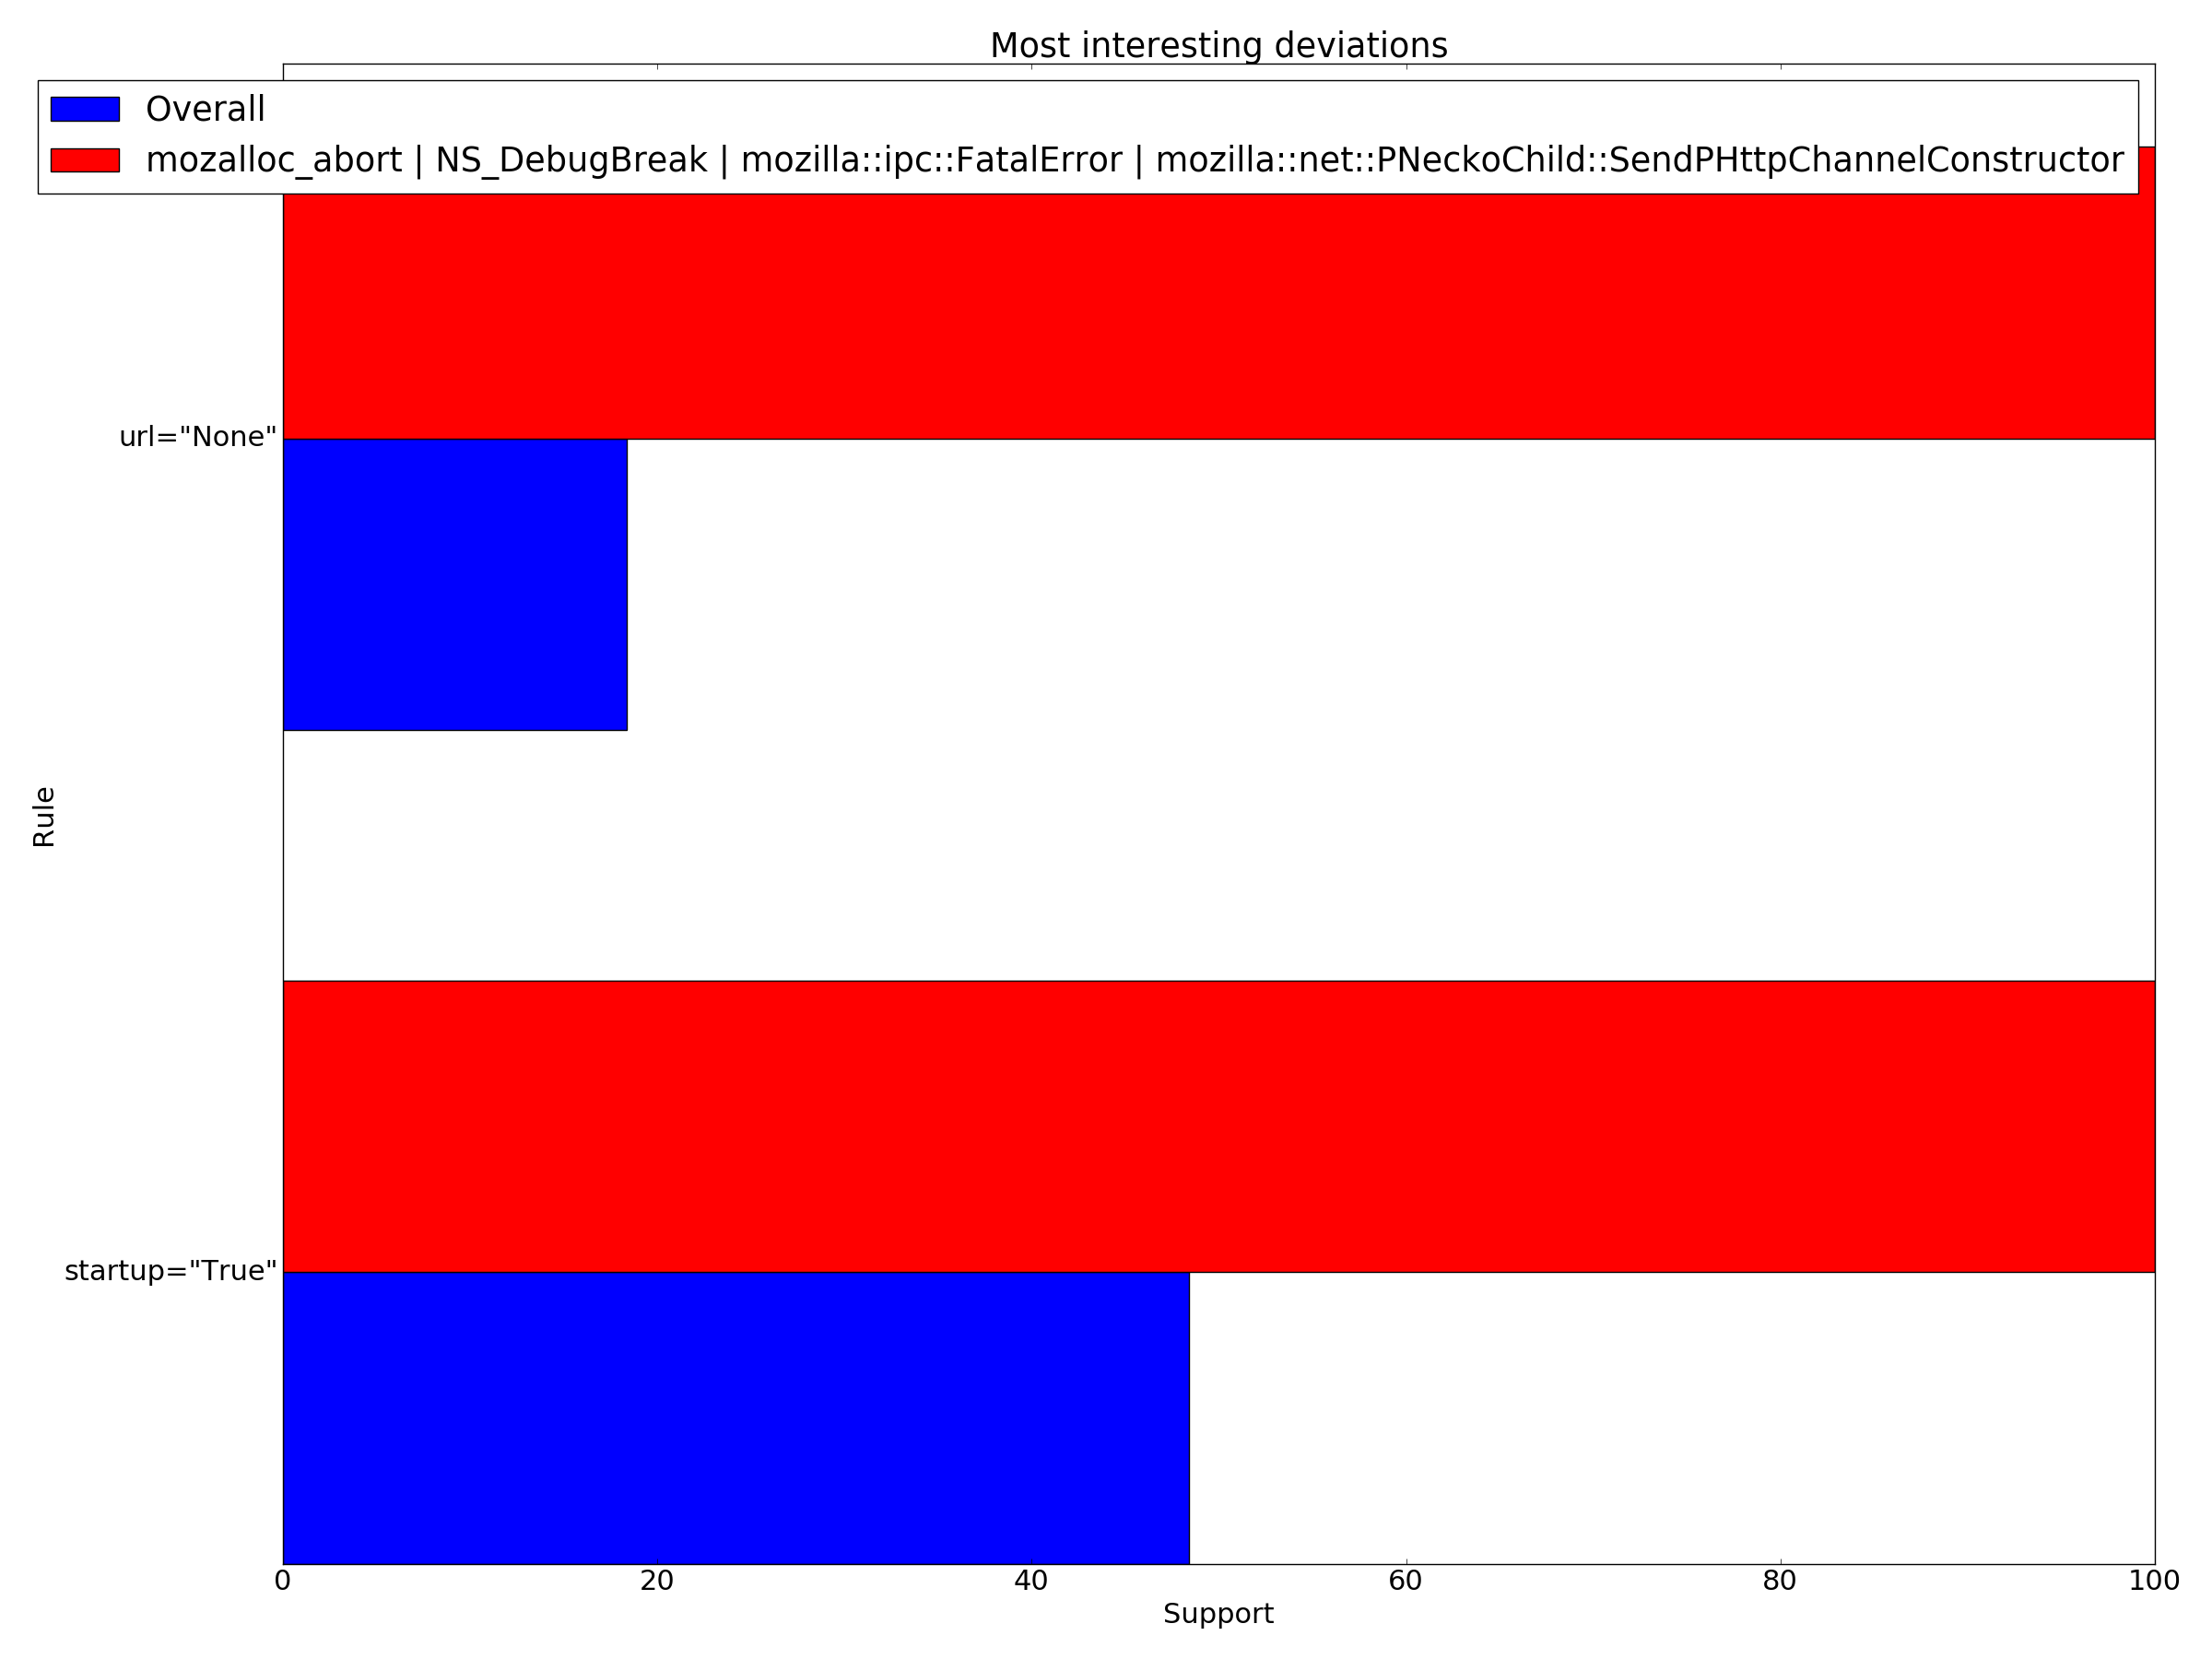 Most interesting deviations
Overall
mozalloc_abort | NS_DebugBreak | mozilla::ipc::FatalError | mozilla::net::PNeckoChild::SendPHttpChannelConstructor
url="None"
Rule
startup="True"
0 20 40 60 80 100
Support